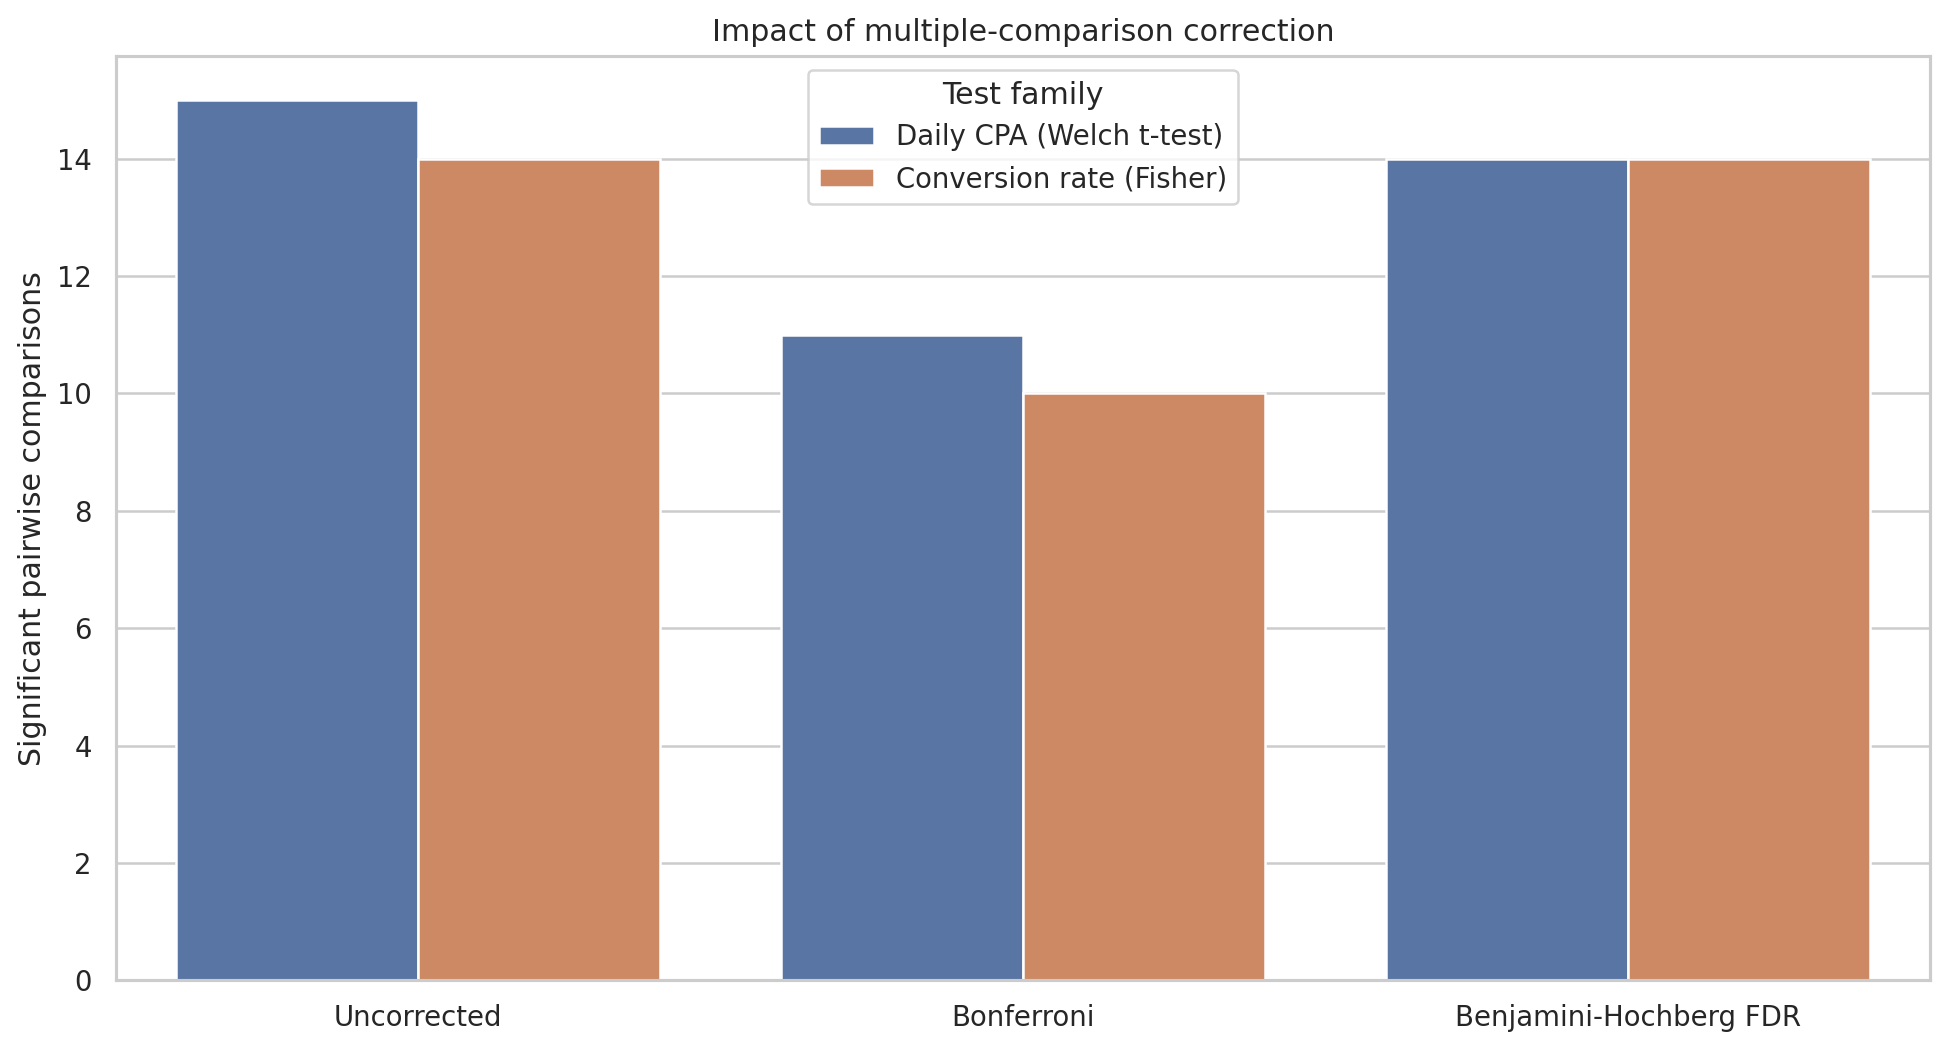 Impact of multiple-comparison correction
Test family
Daily CPA (Welch t-test)
Conversion rate (Fisher)
Significant pairwise comparisons
14
12
10
8
6
4
2
0
Uncorrected
Bonferroni
Benjamini-Hochberg FDR